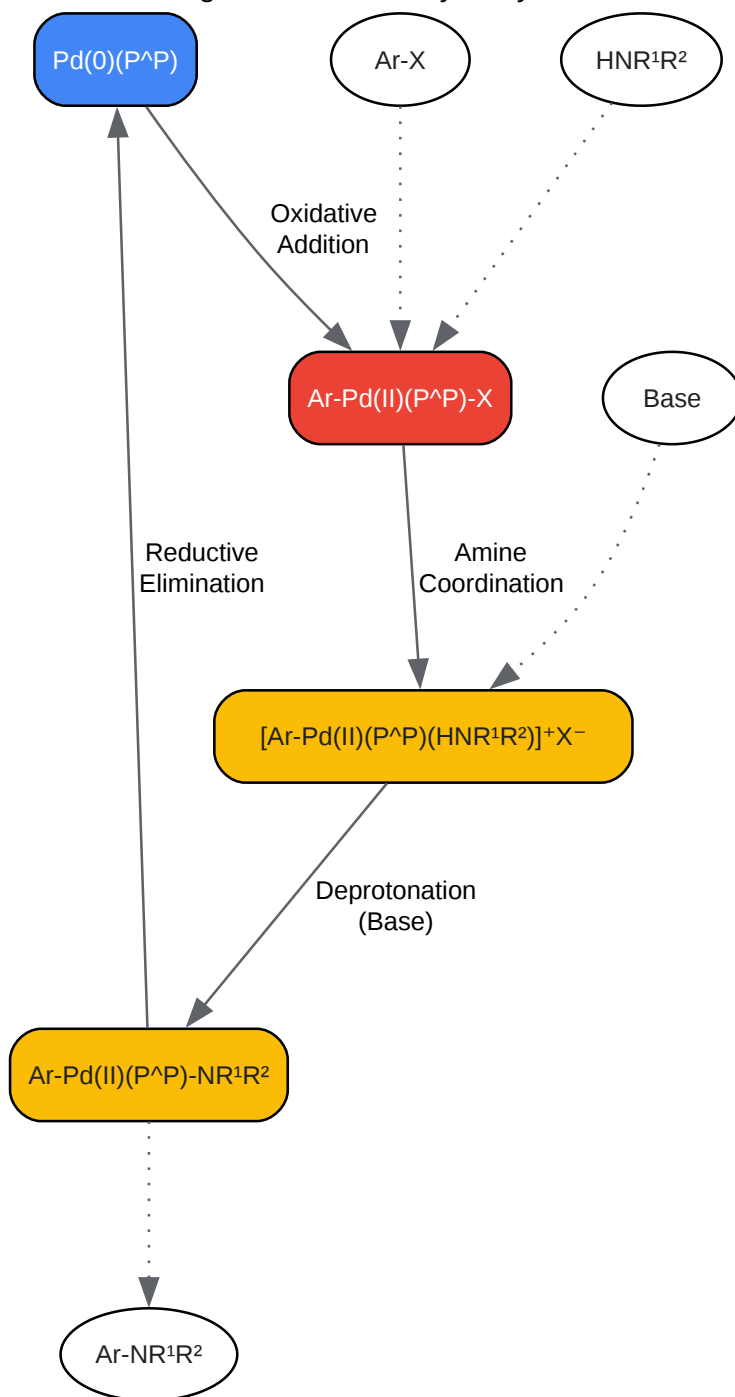 Pd(0)(P^P)
Ar-X
HNR¹R²
Oxidative
Addition
Ar-Pd(II)(P^P)-X
Base
Reductive
Elimination
Amine
Coordination
[Ar-Pd(II)(P^P)(HNR¹R²)]⁺X⁻
Deprotonation
(Base)
Ar-Pd(II)(P^P)-NR¹R²
Ar-NR¹R²